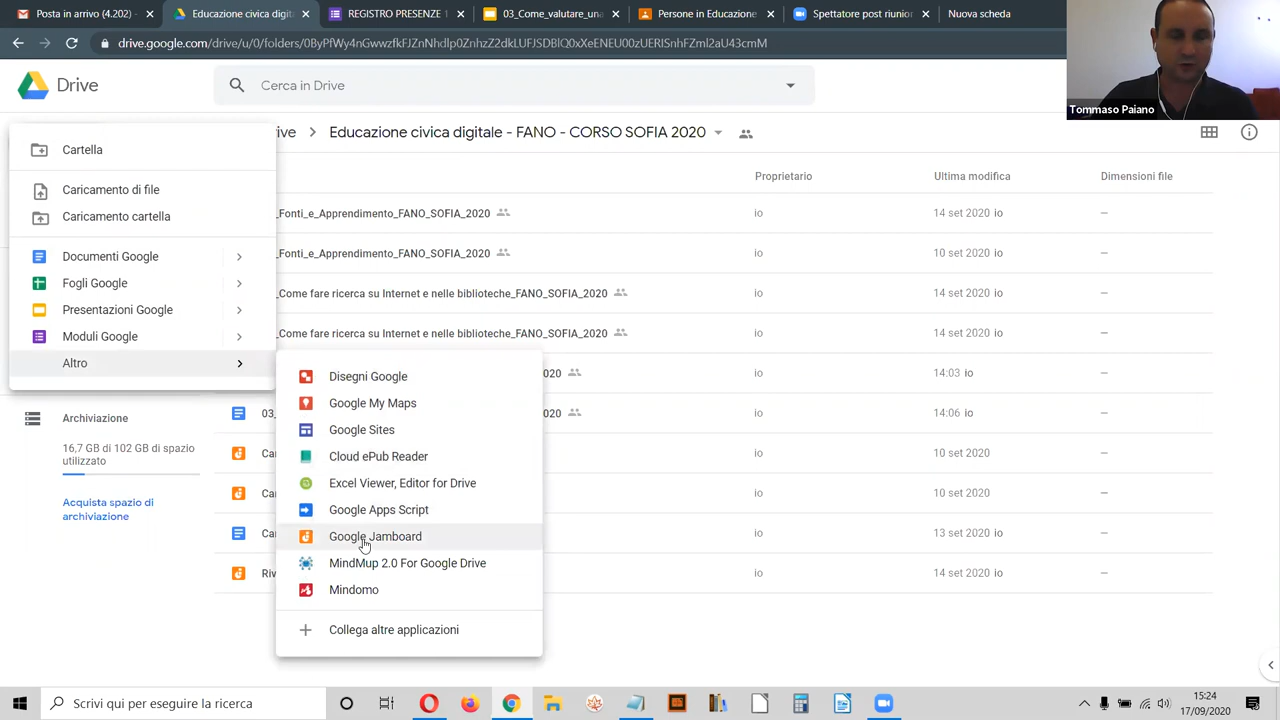 Posta in arrivo (4.202) -
Educazione civica digita
REGISTRO PRESENZE 1
03_Come_valutare_una
Persone in Educazione
Spettatore post riunior
Nuova scheda
drive.google.com/drive/u/0/folders/0ByPfWy4nGwwzfkFJZnNhdlp0ZnhzZ2dkLUFJSDBlQ0xXeENEU00zUERISnhFZml2aU43cmM
Drive
Cerca in Drive
Tommaso Paiano
rive
Educazione civica digitale - FANO - CORSO SOFIA 2020
Proprietario
Ultima modifica
Dimensioni file
Cartella
Caricamento di file
Caricamento cartella
Documenti Google
Fogli Google
Presentazioni Google
Moduli Google
Altro
_Fonti_e_Apprendimento_FANO_SOFIA_2020
io
14 set 2020 io
—
_Fonti_e_Apprendimento_FANO_SOFIA_2020
io
10 set 2020 io
—
_Come fare ricerca su Internet e nelle biblioteche_FANO_SOFIA_2020
io
14 set 2020 io
—
_Come fare ricerca su Internet e nelle biblioteche_FANO_SOFIA_2020
io
14 set 2020 io
—
020
io
14:03 io
—
03_
020
io
14:06 io
—
Car
io
10 set 2020
—
Car
io
10 set 2020
—
Car
io
13 set 2020 io
—
Riv
io
14 set 2020 io
—
Disegni Google
Google My Maps
Google Sites
Cloud ePub Reader
Excel Viewer, Editor for Drive
Google Apps Script
Google Jamboard
MindMup 2.0 For Google Drive
Mindomo
Collega altre applicazioni
Archiviazione
16,7 GB di 102 GB di spazio
utilizzato
Acquista spazio di
archiviazione
Scrivi qui per eseguire la ricerca
15:24
17/09/2020